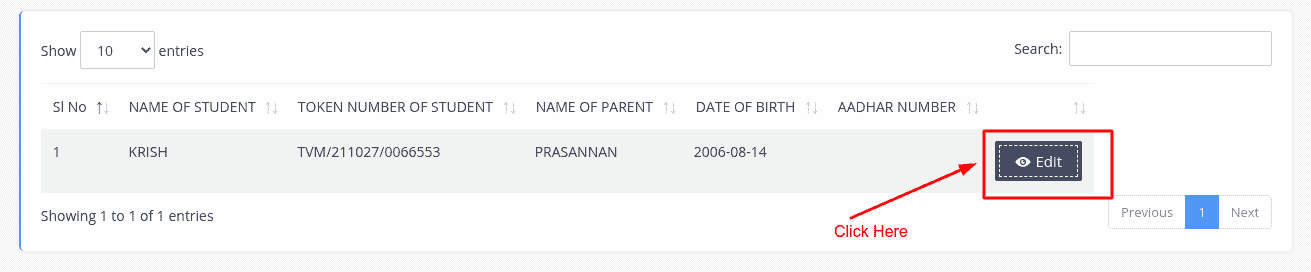 Show 10 entries Search:
Sl No NAME OF STUDENT TOKEN NUMBER OF STUDENT NAME OF PARENT DATE OF BIRTH AADHAR NUMBER
1 KRISH TVM/211027/0066553 PRASANNAN 2006-08-14 Edit
Showing 1 to 1 of 1 entries Previous 1 Next
Click Here